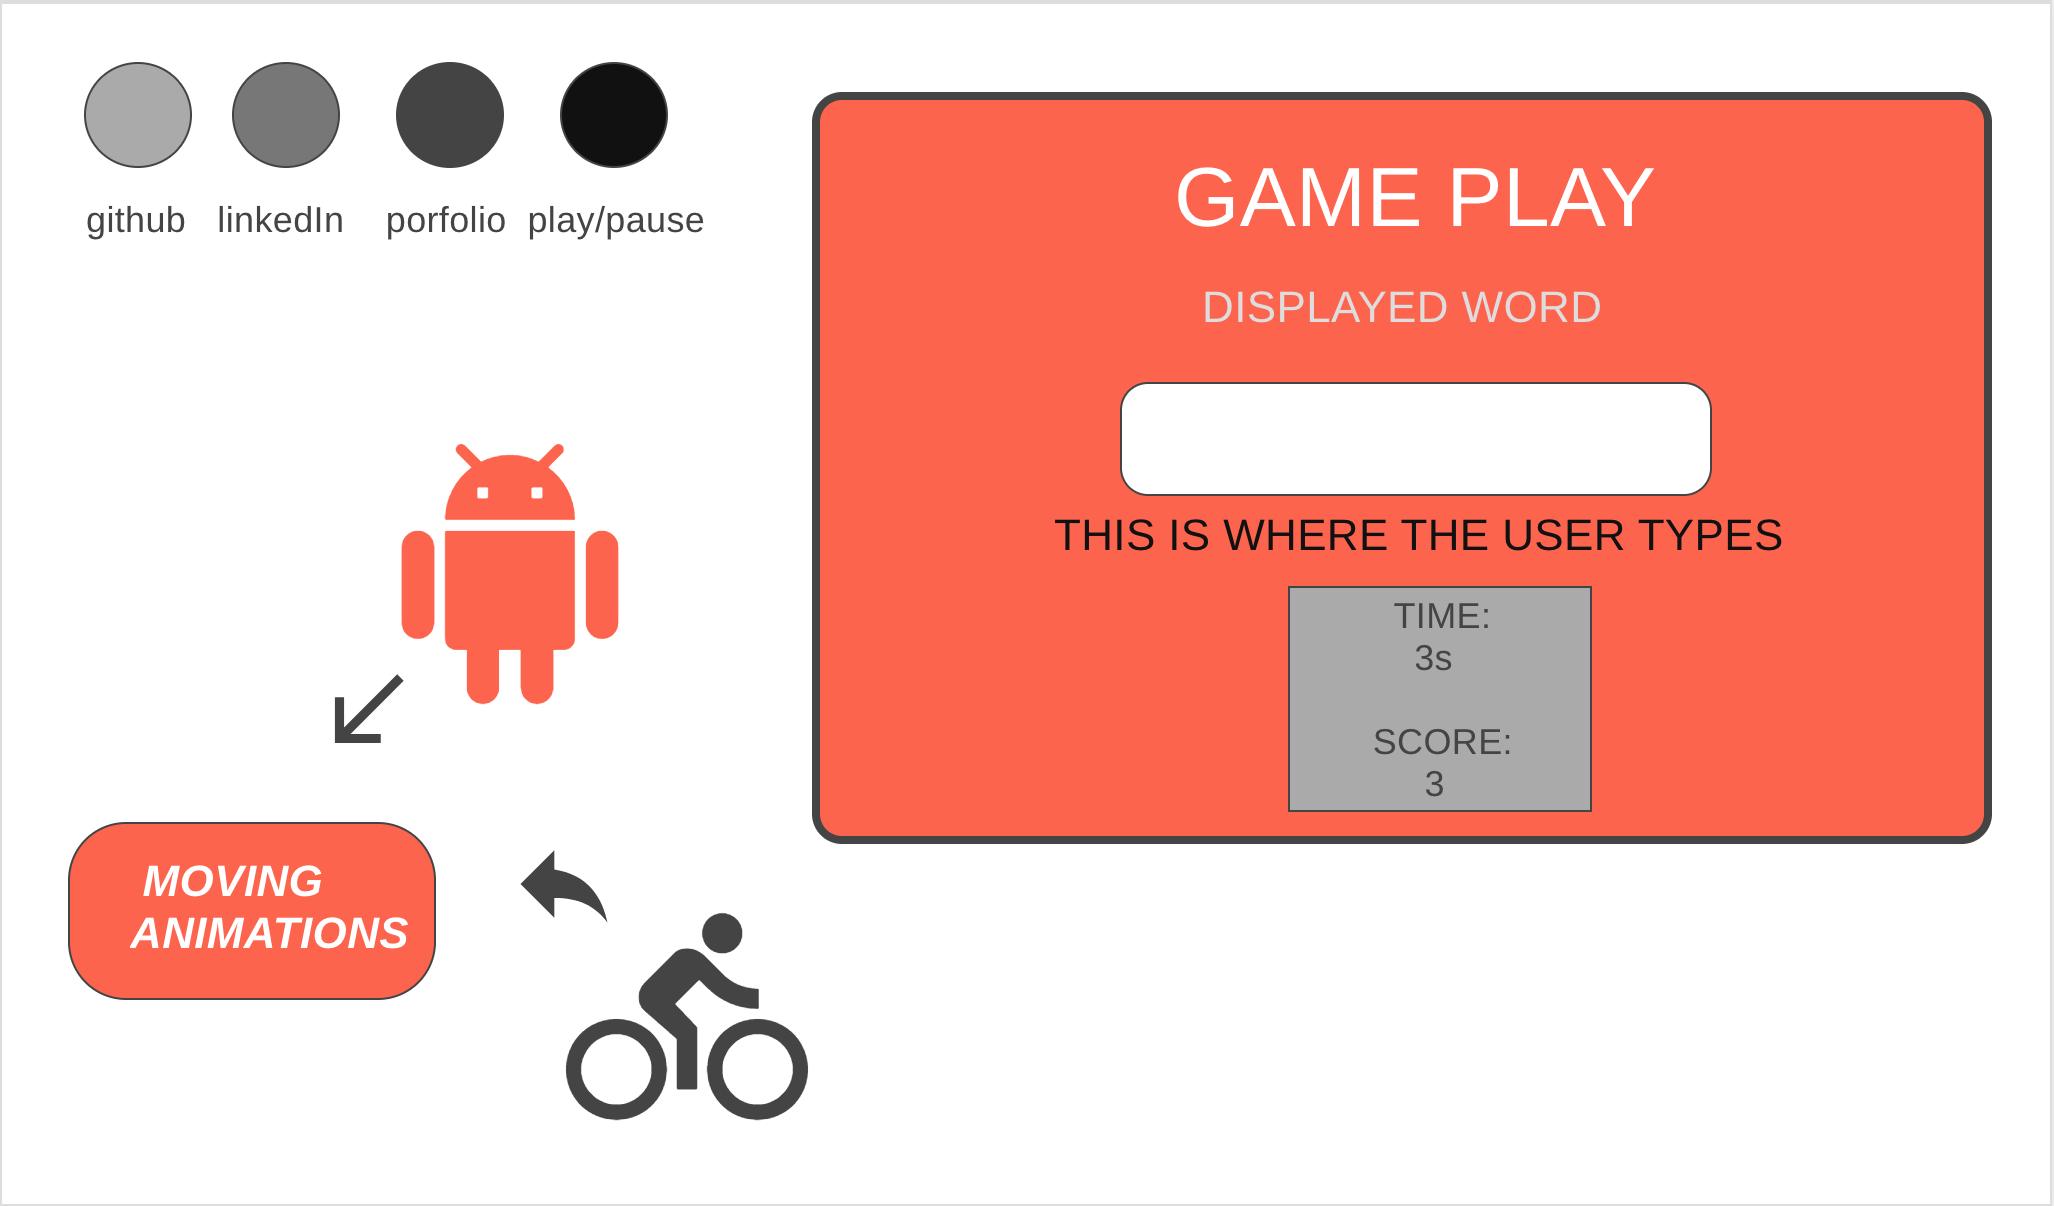 github
linkedIn
porfolio
play/pause
GAME PLAY
DISPLAYED WORD
THIS IS WHERE THE USER TYPES
TIME:
3s
SCORE:
3
MOVING
ANIMATIONS